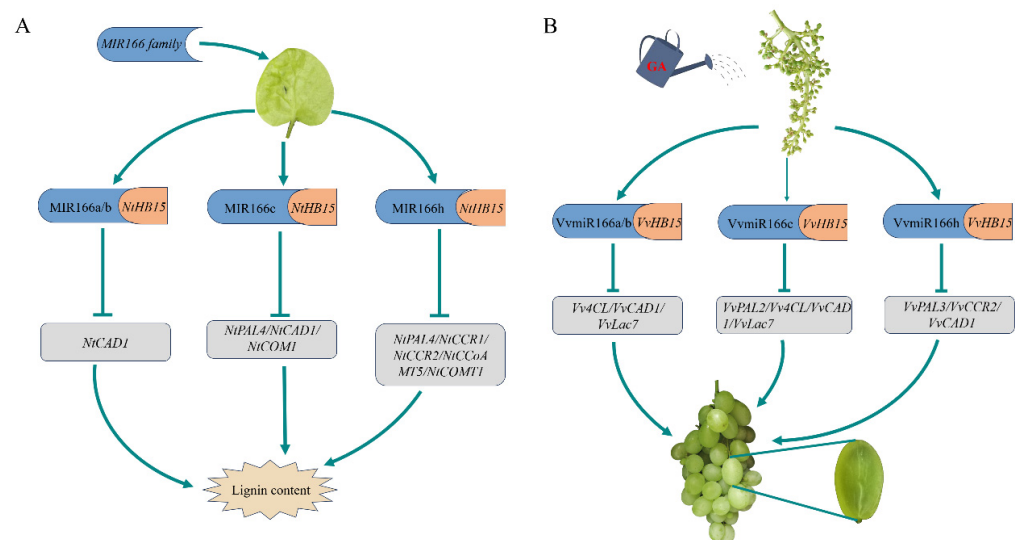 A
MIR166 family
MIR166a/b NtHB15
MIR166c NtHB15
MIR166h NtHB15
NtCAD1
NtPAL4/NtCAD1/
NtCOM1
NtPAL4/NtCCR1/
NtCCR2/NtCCoA
MT5/NtCOMT1
Lignin content
B
GA
VvmiR166a/b VvHB15
VvmiR166c VvHB15
VvmiR166h VvHB15
Vv4CL/VvCAD1/
VvLac7
VvPAL2/Vv4CL/VvCAD
1/VvLac7
VvPAL3/VvCCR2/
VvCAD1